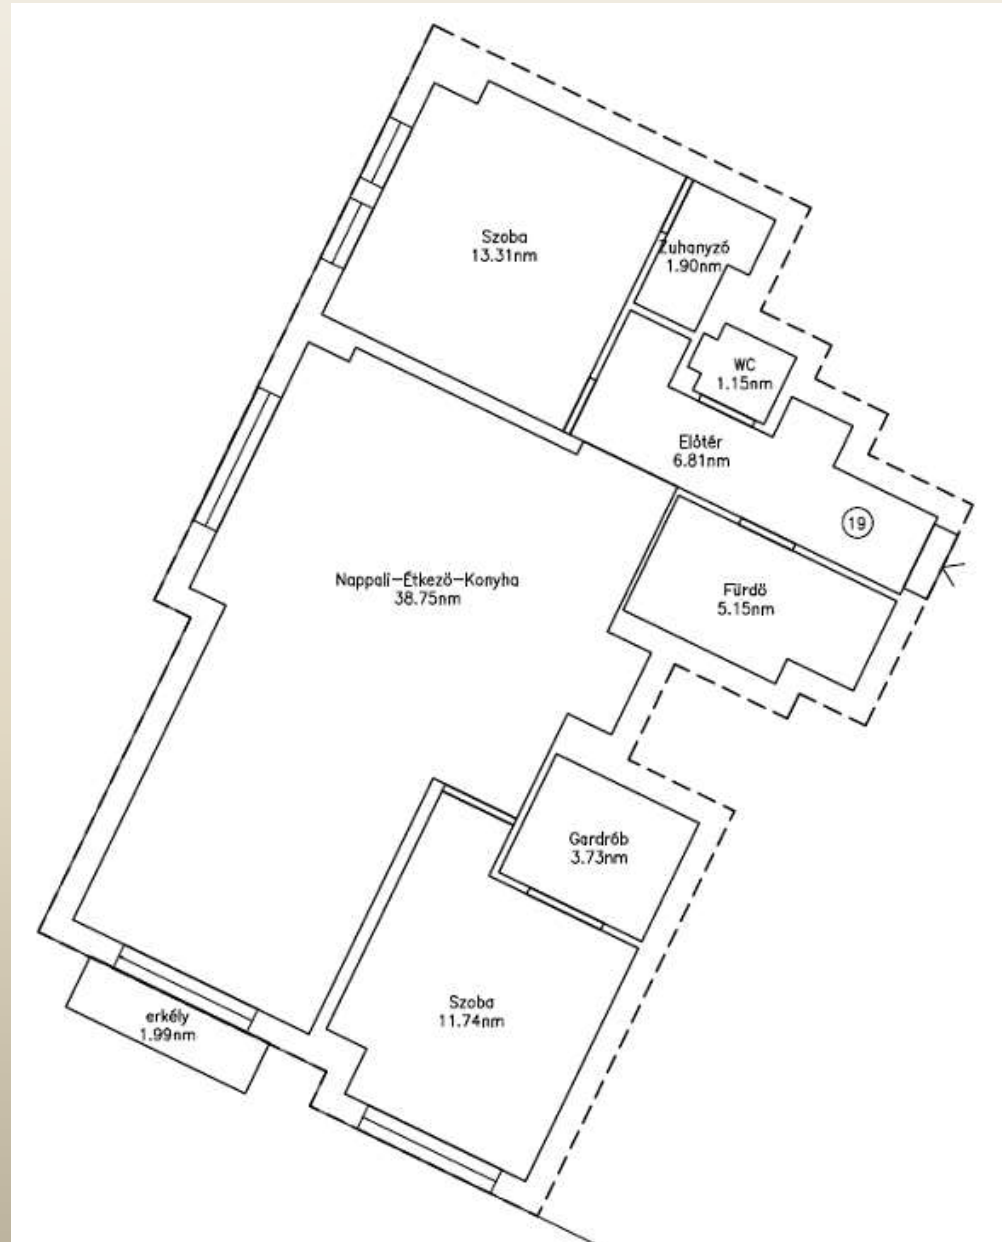 Szoba
13.31nm
Zuhanyzó
1.90nm
WC
1.15nm
Előtér
6.81nm
19
Nappali-Étkező-Konyha
38.75nm
Fürdő
5.15nm
Gardrób
3.73nm
Szoba
11.74nm
erkély
1.99nm